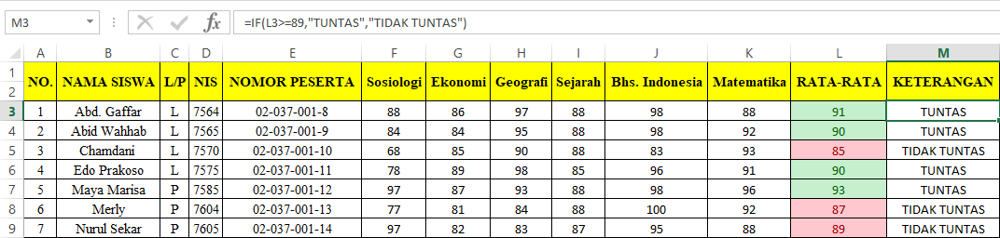 M3 fx =IF(L3>=89,"TUNTAS","TIDAK TUNTAS")
A B C D E F G H I J K L M
1 NO. NAMA SISWA L/P NIS NOMOR PESERTA Sosiologi Ekonomi Geografi Sejarah Bhs. Indonesia Matematika RATA-RATA KETERANGAN
2
3 1 Abd. Gaffar L 7564 02-037-001-8 88 86 97 88 98 88 91 TUNTAS
4 2 Abid Wahhab L 7565 02-037-001-9 84 84 95 88 98 92 90 TUNTAS
5 3 Chamdani L 7570 02-037-001-10 68 85 90 88 83 93 85 TIDAK TUNTAS
6 4 Edo Prakoso L 7575 02-037-001-11 78 89 98 85 96 91 90 TUNTAS
7 5 Maya Marisa P 7585 02-037-001-12 97 87 93 88 98 96 93 TUNTAS
8 6 Merly P 7604 02-037-001-13 77 81 84 88 100 92 87 TIDAK TUNTAS
9 7 Nurul Sekar P 7605 02-037-001-14 97 82 83 87 95 88 89 TIDAK TUNTAS